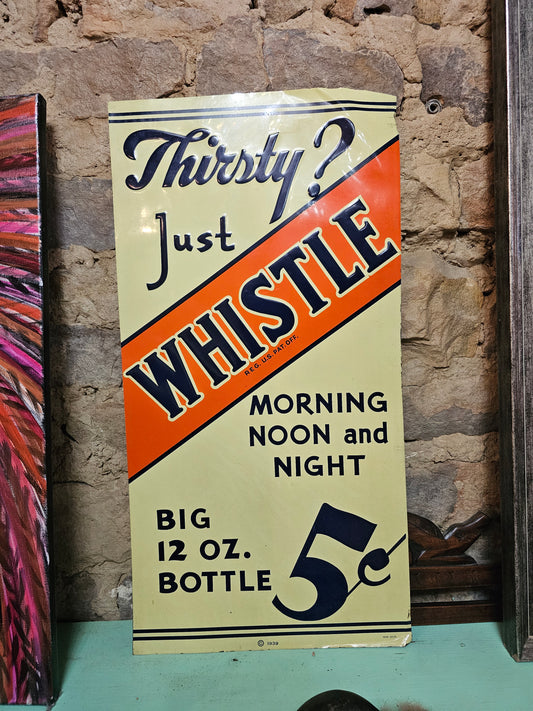 Thirsty?
Just
WHISTLE
REG. U.S. PAT. OFF.
MORNING
NOON and
NIGHT
BIG
12 OZ.
BOTTLE 5¢
© 1939